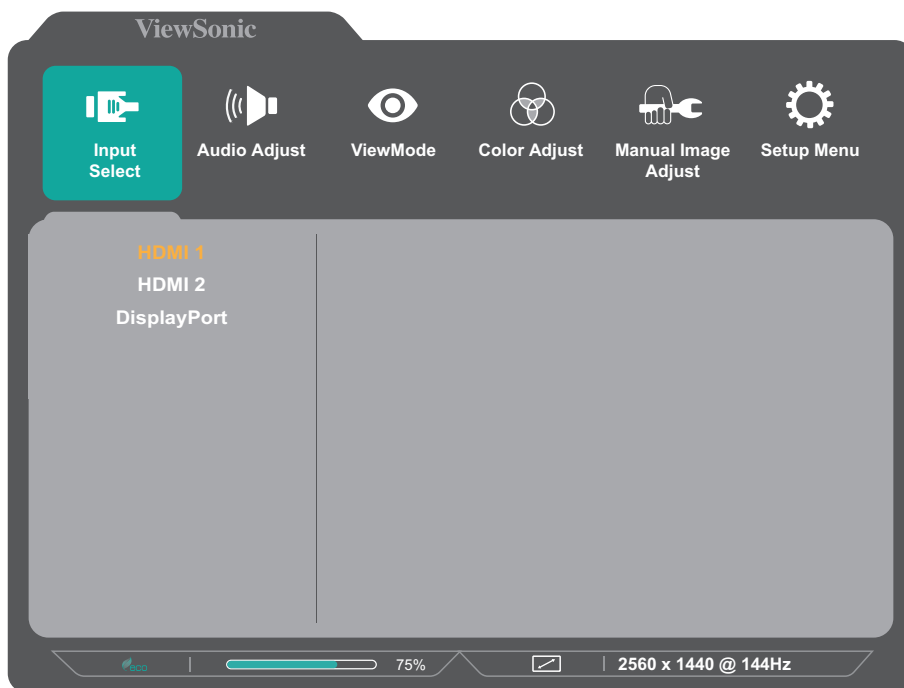 ViewSonic
Input
Select
Audio Adjust
ViewMode
Color Adjust
Manual Image
Adjust
Setup Menu
HDMI 1
HDMI 2
DisplayPort
eco
75%
2560 x 1440 @ 144Hz